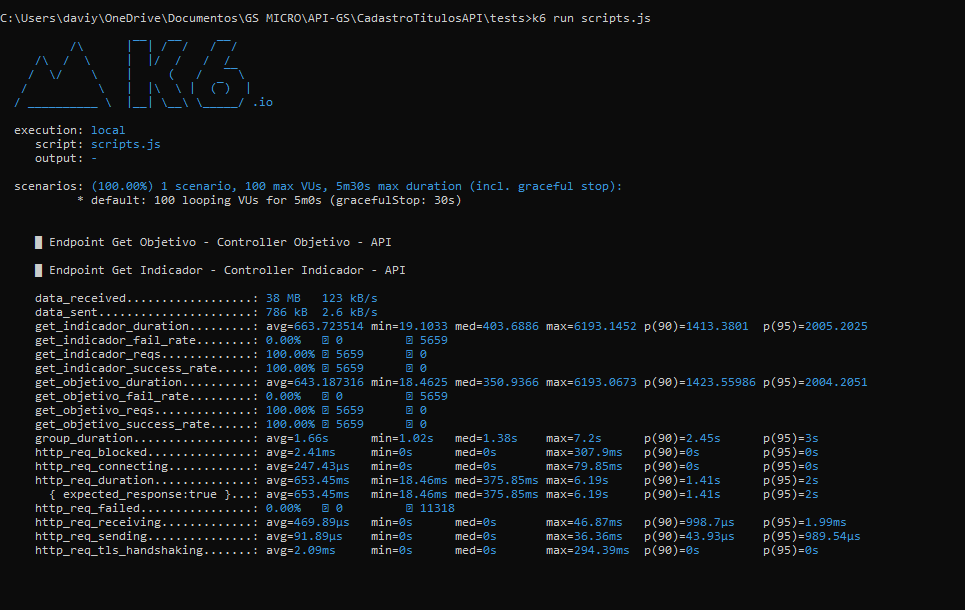 C:\Users\daviy\OneDrive\Documentos\GS MICRO\API-GS\CadastroTitulosAPI\tests>k6 run scripts.js
K6 .io
execution: local
script: scripts.js
output: -
scenarios: (100.00%) 1 scenario, 100 max VUs, 5m30s max duration (incl. graceful stop):
* default: 100 looping VUs for 5m0s (gracefulStop: 30s)
█ Endpoint Get Objetivo - Controller Objetivo - API
█ Endpoint Get Indicador - Controller Indicador - API
data_received..................: 38 MB 123 kB/s
data_sent......................: 786 kB 2.6 kB/s
get_indicador_duration.........: avg=663.723514 min=19.1033 med=403.6886 max=6193.1452 p(90)=1413.3801 p(95)=2005.2025
get_indicador_fail_rate........: 0.00% ⍰ 0 ⍰ 5659
get_indicador_reqs.............: 100.00% ⍰ 5659 ⍰ 0
get_indicador_success_rate.....: 100.00% ⍰ 5659 ⍰ 0
get_objetivo_duration..........: avg=643.187316 min=18.4625 med=350.9366 max=6193.0673 p(90)=1423.55986 p(95)=2004.2051
get_objetivo_fail_rate.........: 0.00% ⍰ 0 ⍰ 5659
get_objetivo_reqs..............: 100.00% ⍰ 5659 ⍰ 0
get_objetivo_success_rate......: 100.00% ⍰ 5659 ⍰ 0
group_duration.................: avg=1.66s min=1.02s med=1.38s max=7.2s p(90)=2.45s p(95)=3s
http_req_blocked...............: avg=2.41ms min=0s med=0s max=307.9ms p(90)=0s p(95)=0s
http_req_connecting............: avg=247.43µs min=0s med=0s max=79.85ms p(90)=0s p(95)=0s
http_req_duration..............: avg=653.45ms min=18.46ms med=375.85ms max=6.19s p(90)=1.41s p(95)=2s
{ expected_response:true }...: avg=653.45ms min=18.46ms med=375.85ms max=6.19s p(90)=1.41s p(95)=2s
http_req_failed................: 0.00% ⍰ 0 ⍰ 11318
http_req_receiving.............: avg=469.89µs min=0s med=0s max=46.87ms p(90)=998.7µs p(95)=1.99ms
http_req_sending...............: avg=91.89µs min=0s med=0s max=36.36ms p(90)=43.93µs p(95)=989.54µs
http_req_tls_handshaking.......: avg=2.09ms min=0s med=0s max=294.39ms p(90)=0s p(95)=0s